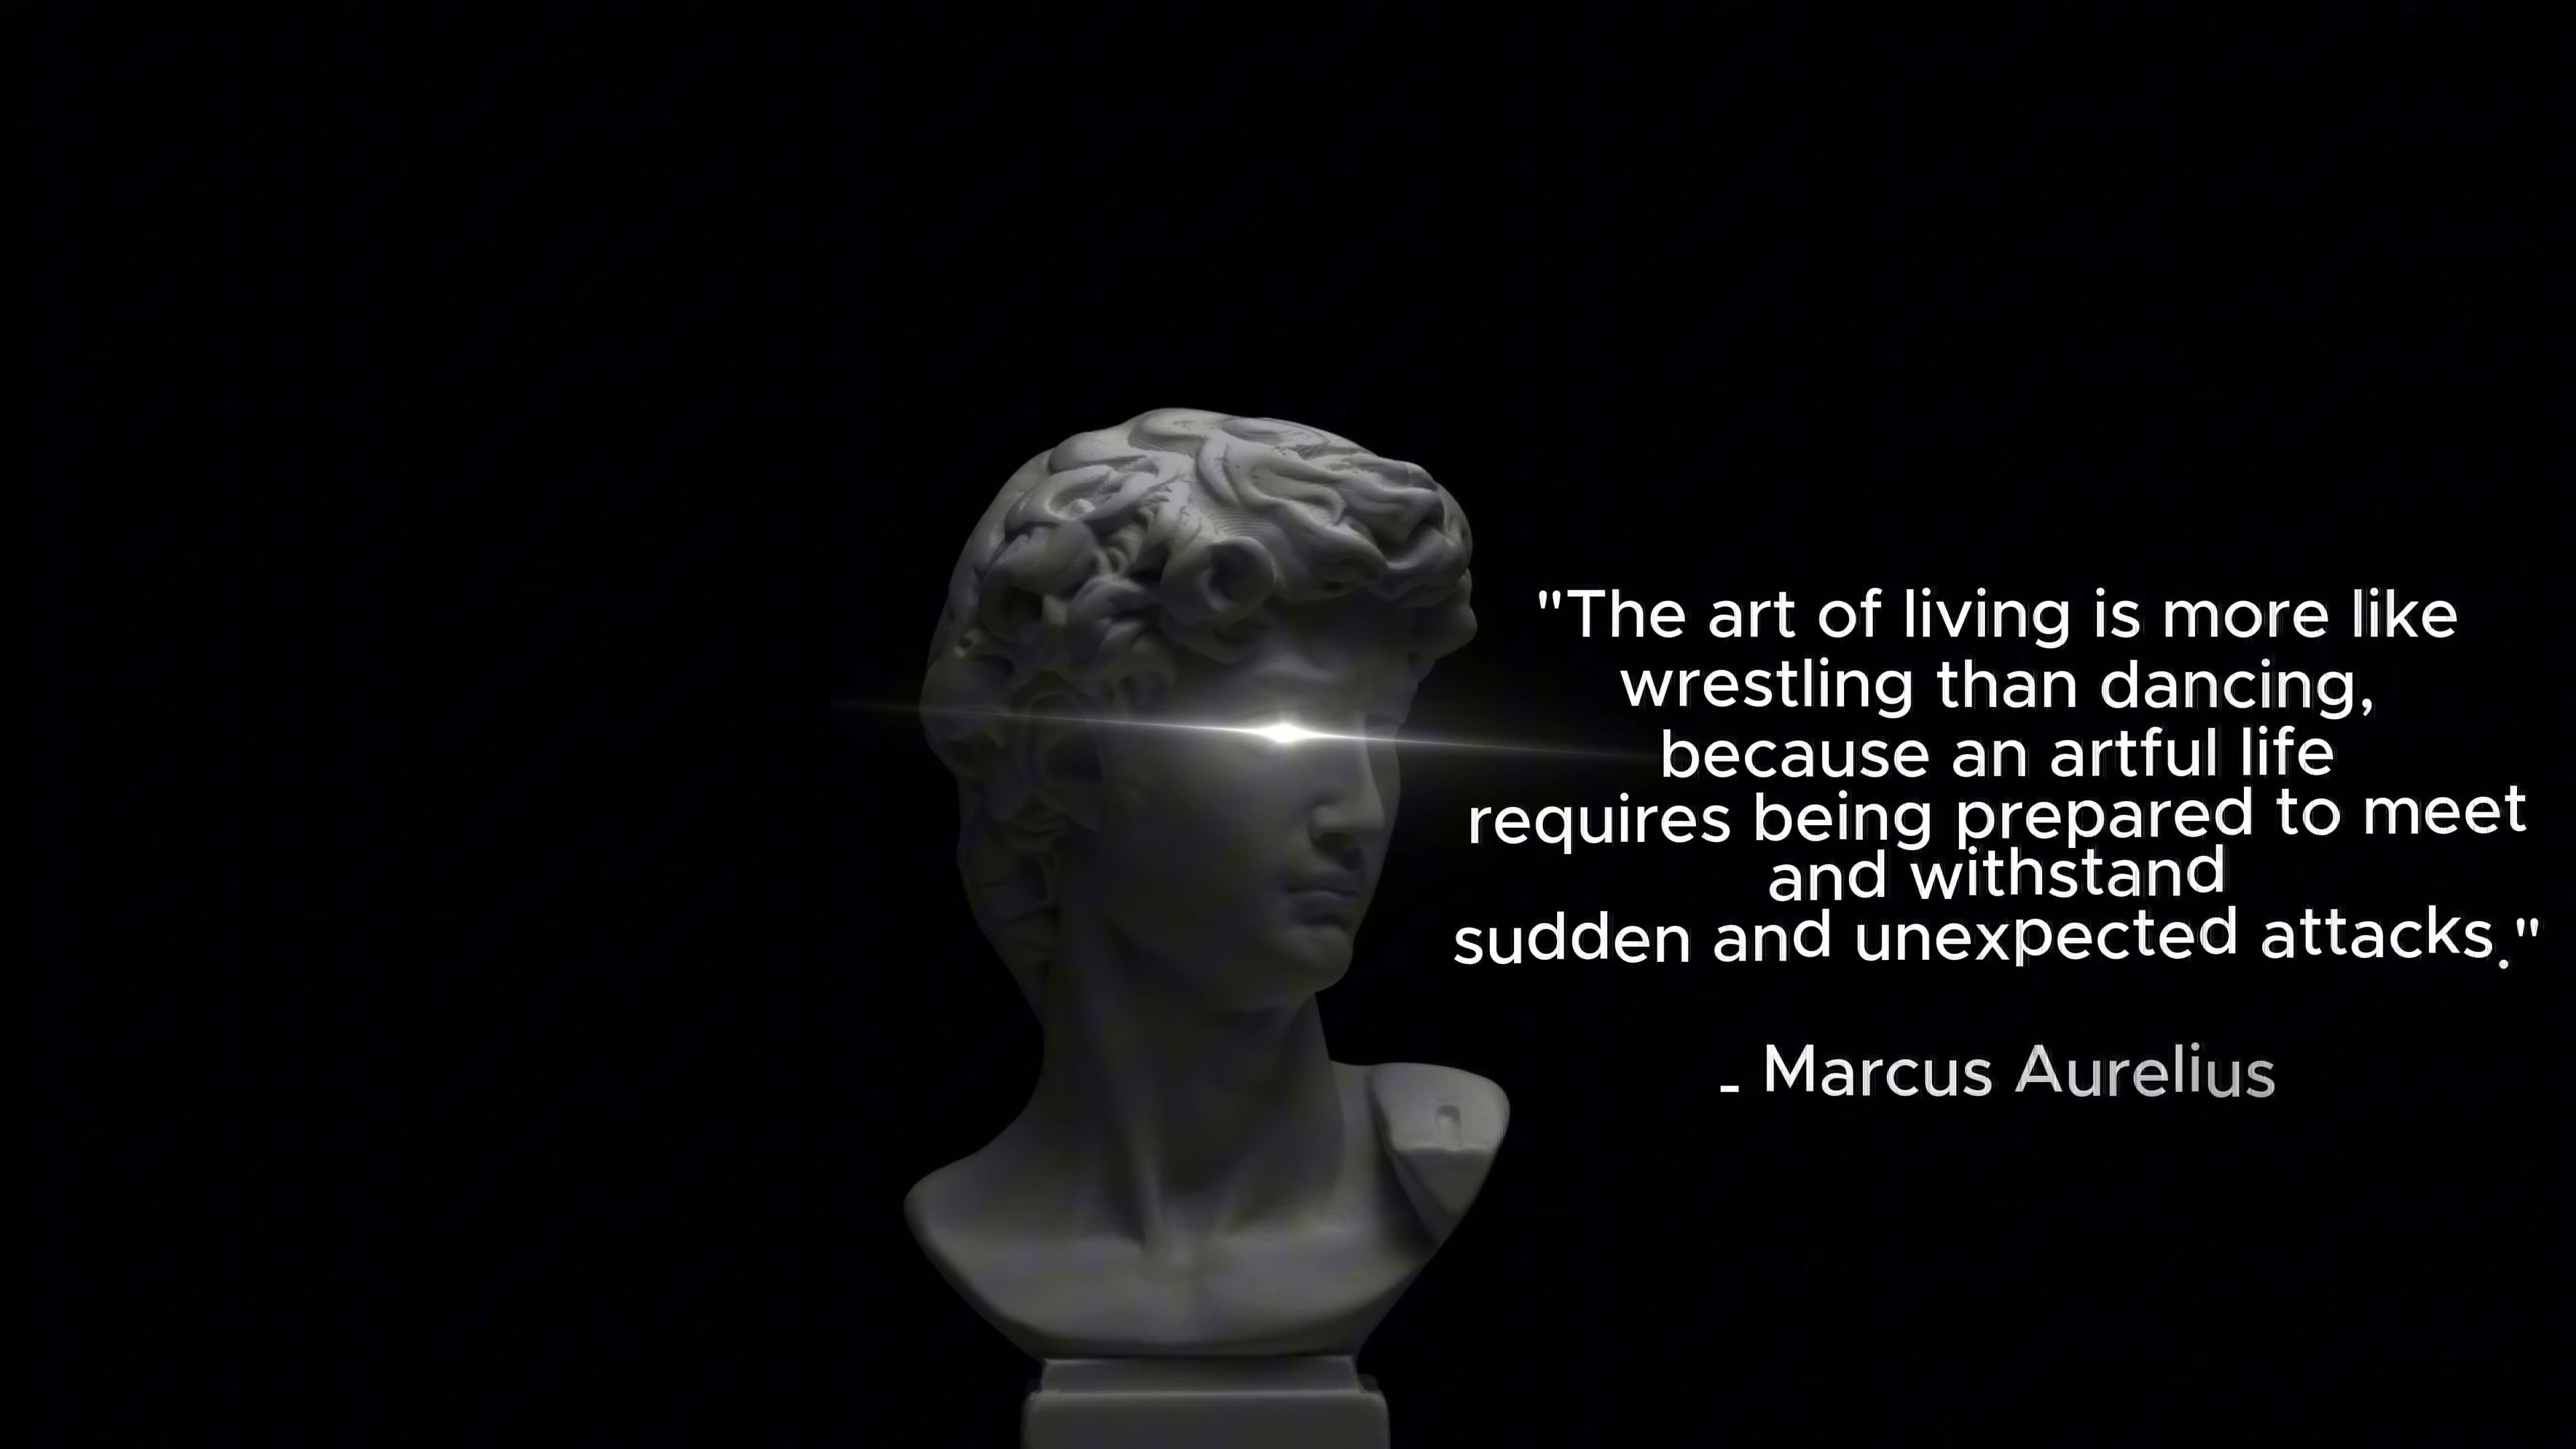 "The art of living is more like
wrestling than dancing,
because an artful life
requires being prepared to meet
and withstand
sudden and unexpected attacks."
- Marcus Aurelius